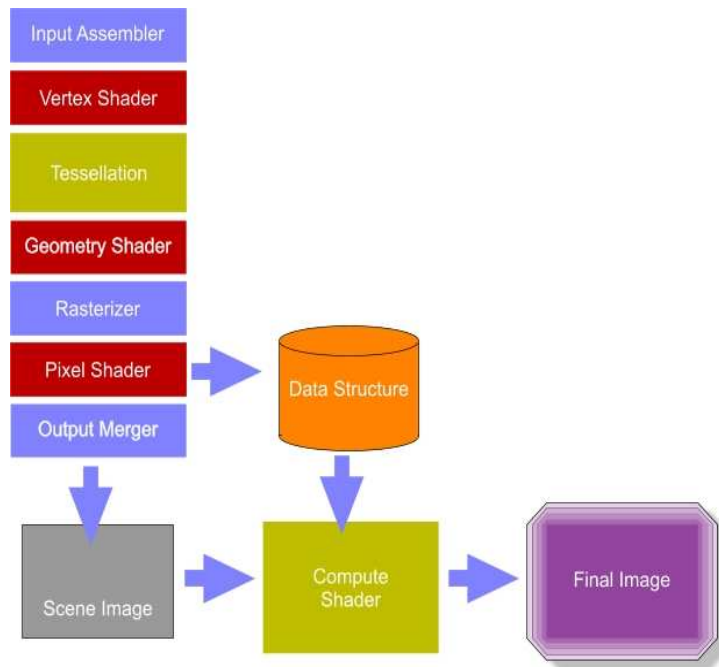 Input Assembler
Vertex Shader
Tessellation
Geometry Shader
Rasterizer
Pixel Shader
Data Structure
Output Merger
Scene Image
Compute
Shader
Final Image